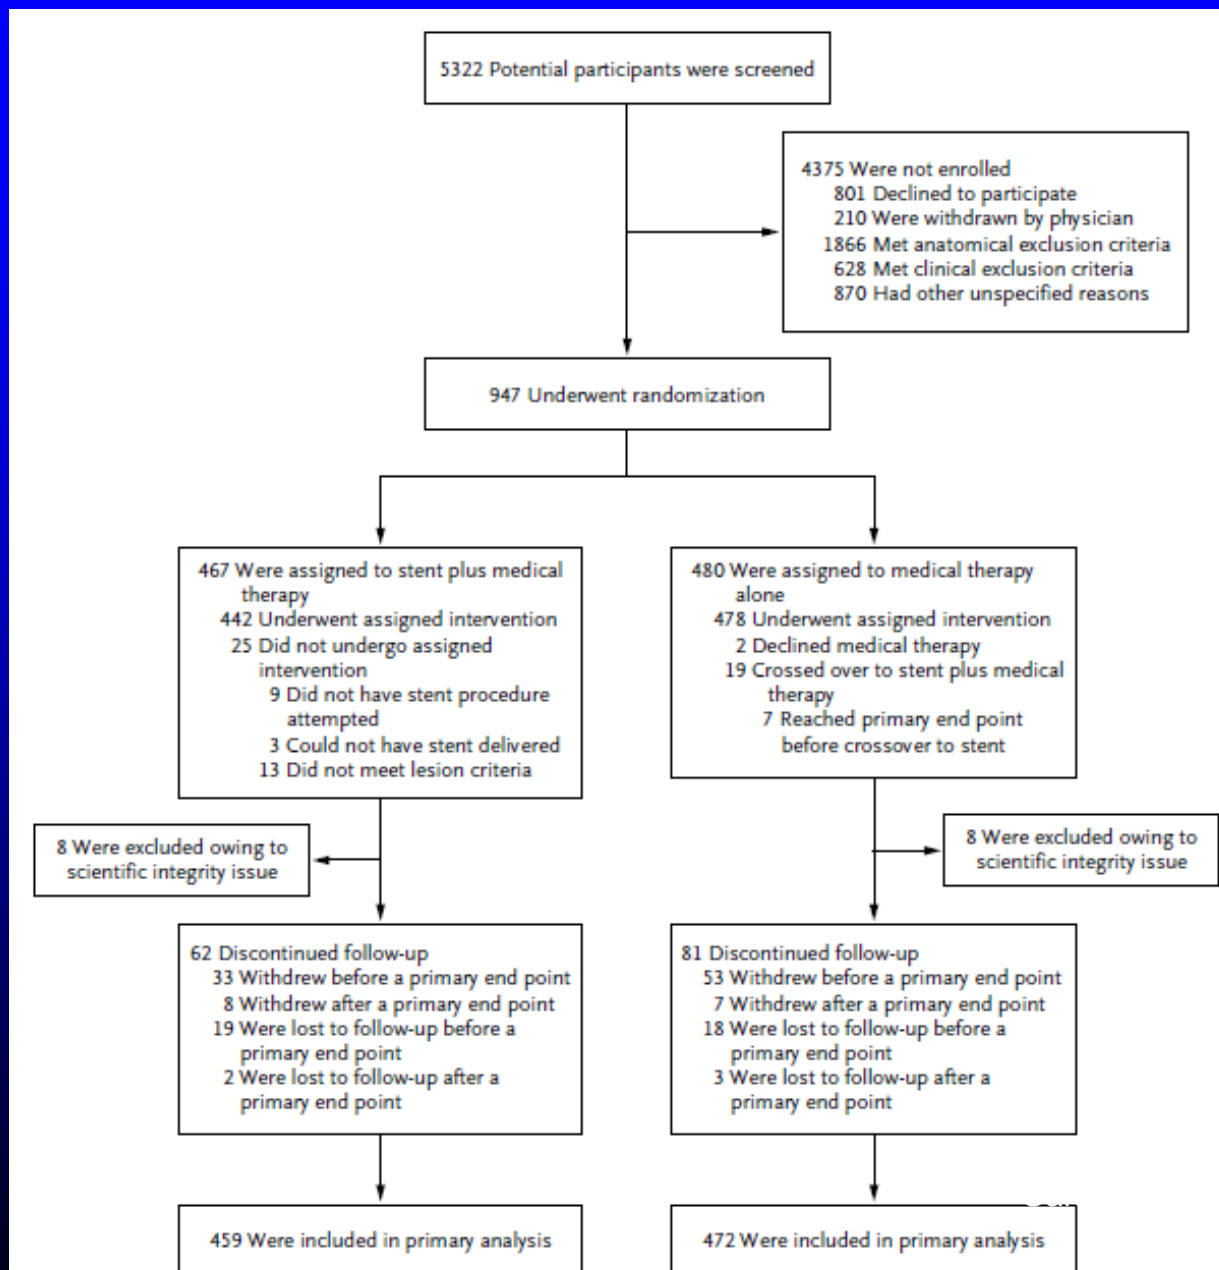 5322 Potential participants were screened
4375 Were not enrolled
801 Declined to participate
210 Were withdrawn by physician
1866 Met anatomical exclusion criteria
628 Met clinical exclusion criteria
870 Had other unspecified reasons
947 Underwent randomization
467 Were assigned to stent plus medical
therapy
442 Underwent assigned intervention
25 Did not undergo assigned
intervention
9 Did not have stent procedure
attempted
3 Could not have stent delivered
13 Did not meet lesion criteria
480 Were assigned to medical therapy
alone
478 Underwent assigned intervention
2 Declined medical therapy
19 Crossed over to stent plus medical
therapy
7 Reached primary end point
before crossover to stent
8 Were excluded owing to
scientific integrity issue
8 Were excluded owing to
scientific integrity issue
62 Discontinued follow-up
33 Withdrew before a primary end point
8 Withdrew after a primary end point
19 Were lost to follow-up before a
primary end point
2 Were lost to follow-up after a
primary end point
81 Discontinued follow-up
53 Withdrew before a primary end point
7 Withdrew after a primary end point
18 Were lost to follow-up before a
primary end point
3 Were lost to follow-up after a
primary end point
459 Were included in primary analysis
472 Were included in primary analysis